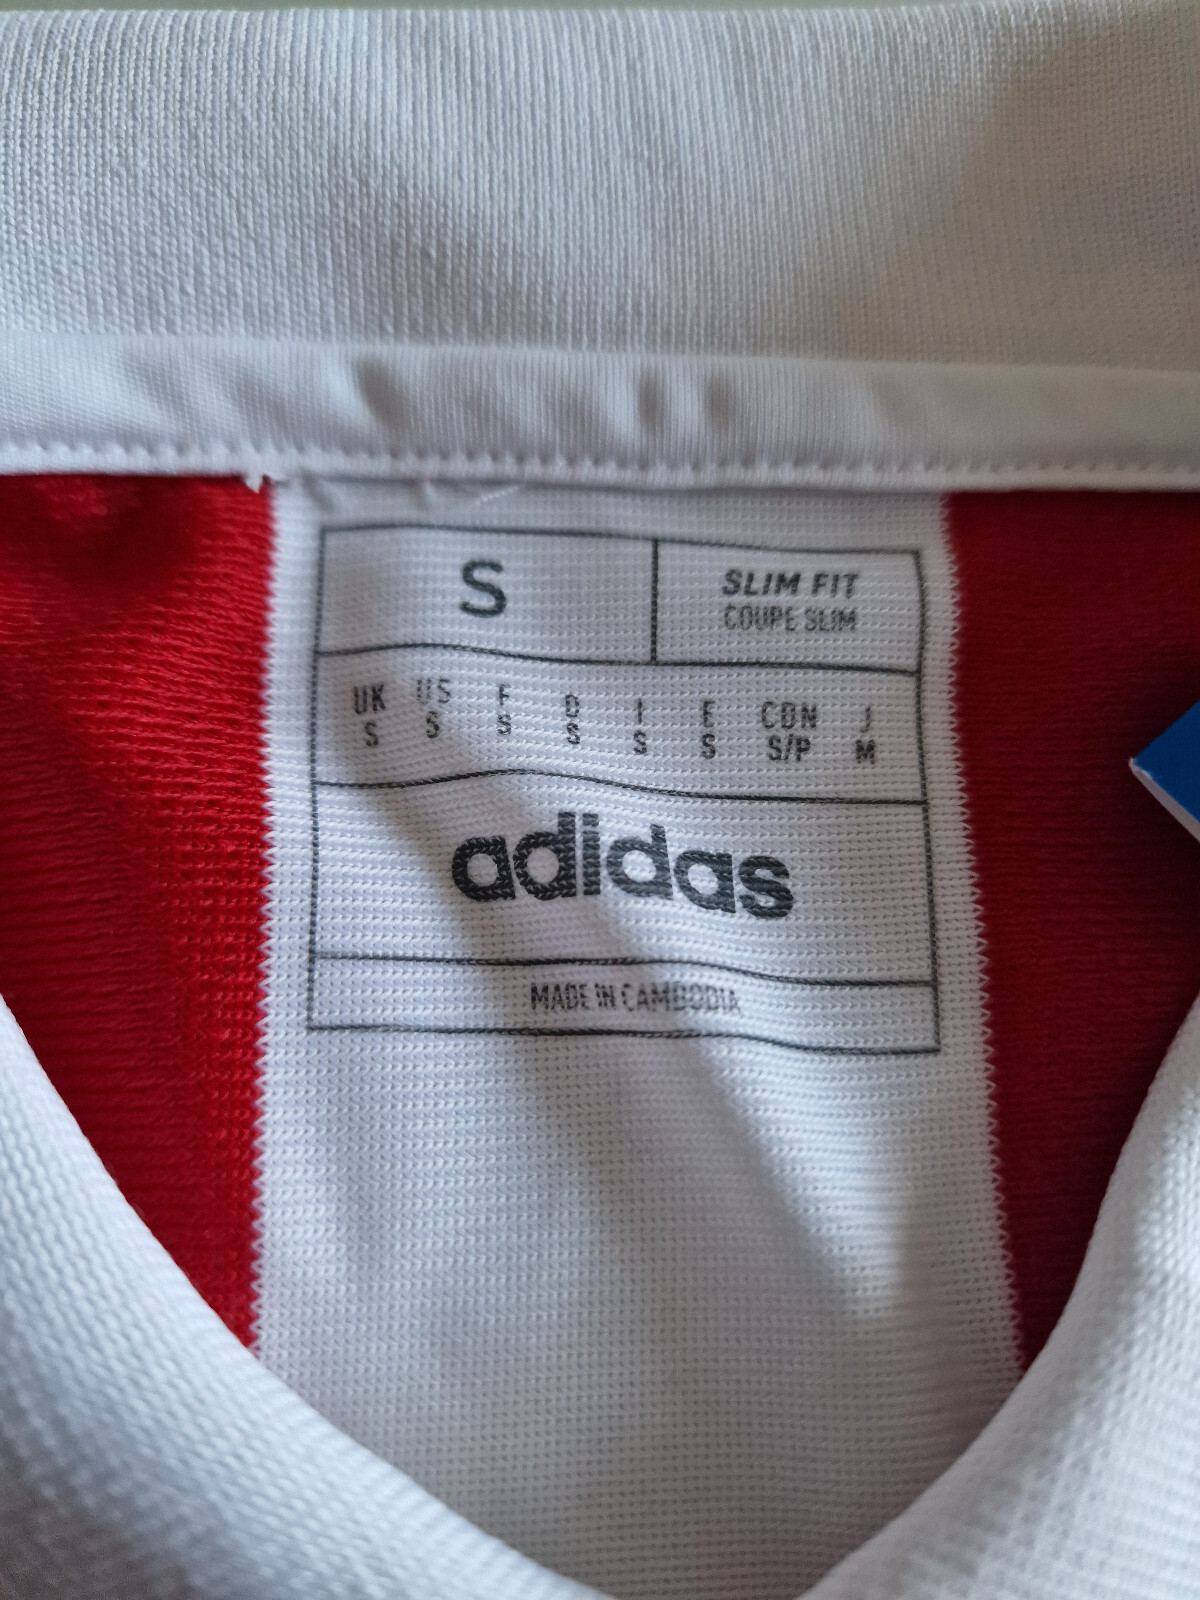 S
SLIM FIT
COUPE SLIM
UK US F D I E CDN J
S S S S S S S/P M
adidas
MADE IN CAMBODIA